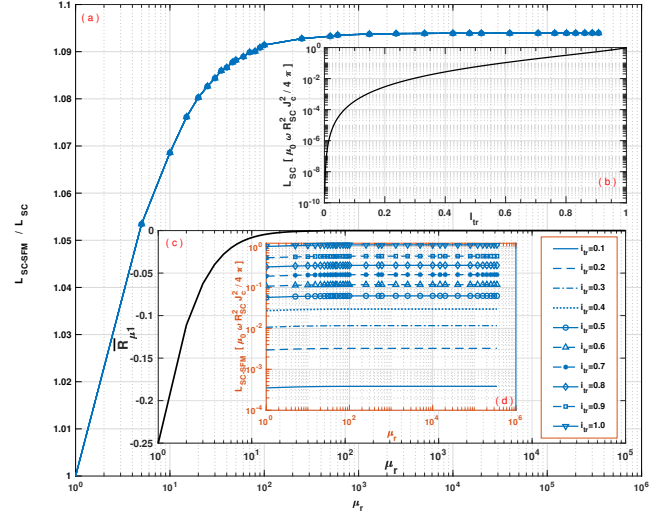 (a)
1.1
1.09
1.08
1.07
1.06
1.05
1.04
1.03
1.02
1.01
1
L_SC-SFM / L_SC
10^0
10^1
10^2
10^3
10^4
10^5
10^6
μ_r
(b)
10^0
10^-2
10^-4
10^-6
10^-8
10^-10
L_SC [ μ_0 ω R_SC^2 J_c^2 / 4 π ]
0
0.2
0.4
0.6
0.8
1
I_tr
(c)
0
-0.05
-0.1
-0.15
-0.2
-0.25
R_μ1
10^0
10^1
10^2
10^3
10^4
10^5
μ_r
(d)
10^0
10^-1
10^-2
10^-3
10^-4
L_SC-SFM [ μ_0 ω R_SC^2 J_c^2 / 4 π ]
10^0
10^2
10^4
10^6
μ_r
i_tr=0.1
i_tr=0.2
i_tr=0.3
i_tr=0.4
i_tr=0.5
i_tr=0.6
i_tr=0.7
i_tr=0.8
i_tr=0.9
i_tr=1.0